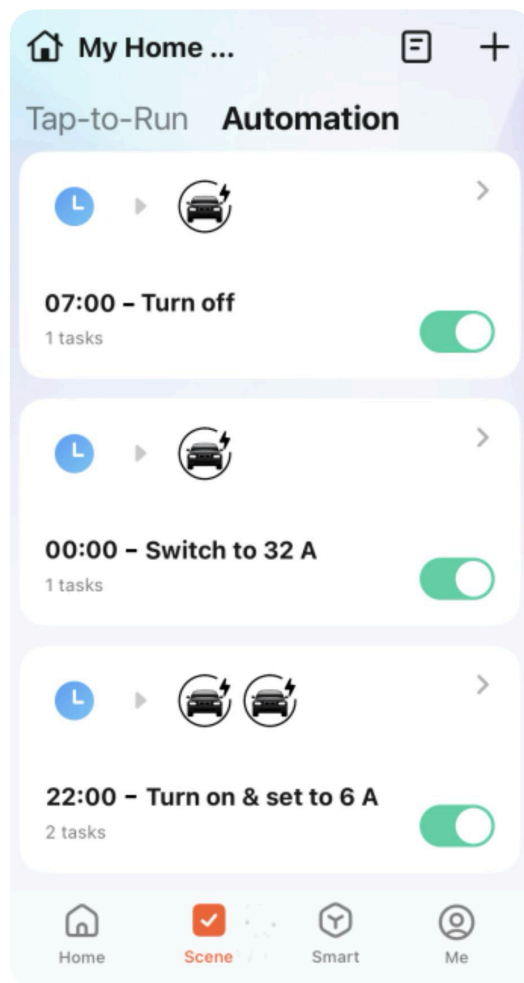 My Home ...
Tap-to-Run Automation
07:00 – Turn off
1 tasks
00:00 – Switch to 32 A
1 tasks
22:00 – Turn on & set to 6 A
2 tasks
Home Scene Smart Me